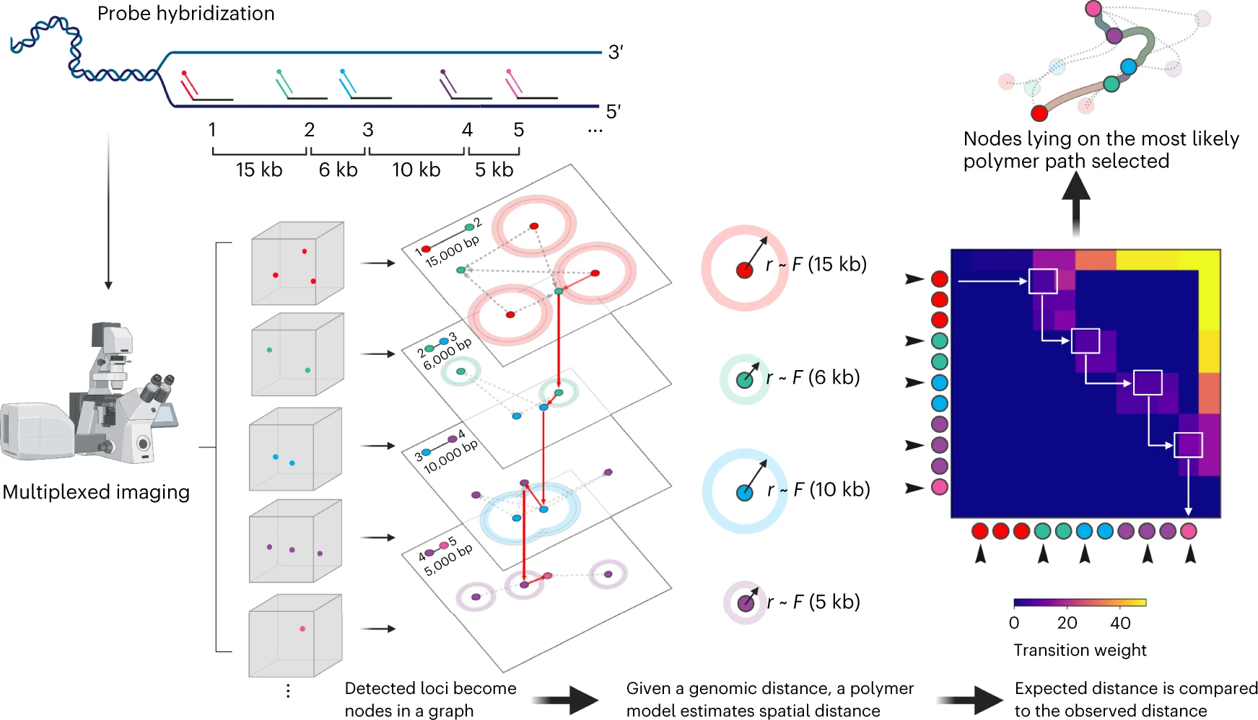 Probe hybridization
3′
5′
1 2 3 4 5 ...
15 kb 6 kb 10 kb 5 kb
Multiplexed imaging
1 2
15,000 bp
2 3
6,000 bp
3 4
10,000 bp
4 5
5,000 bp
r ~ F (15 kb)
r ~ F (6 kb)
r ~ F (10 kb)
r ~ F (5 kb)
Nodes lying on the most likely
polymer path selected
0 20 40
Transition weight
Detected loci become
nodes in a graph
Given a genomic distance, a polymer
model estimates spatial distance
Expected distance is compared
to the observed distance